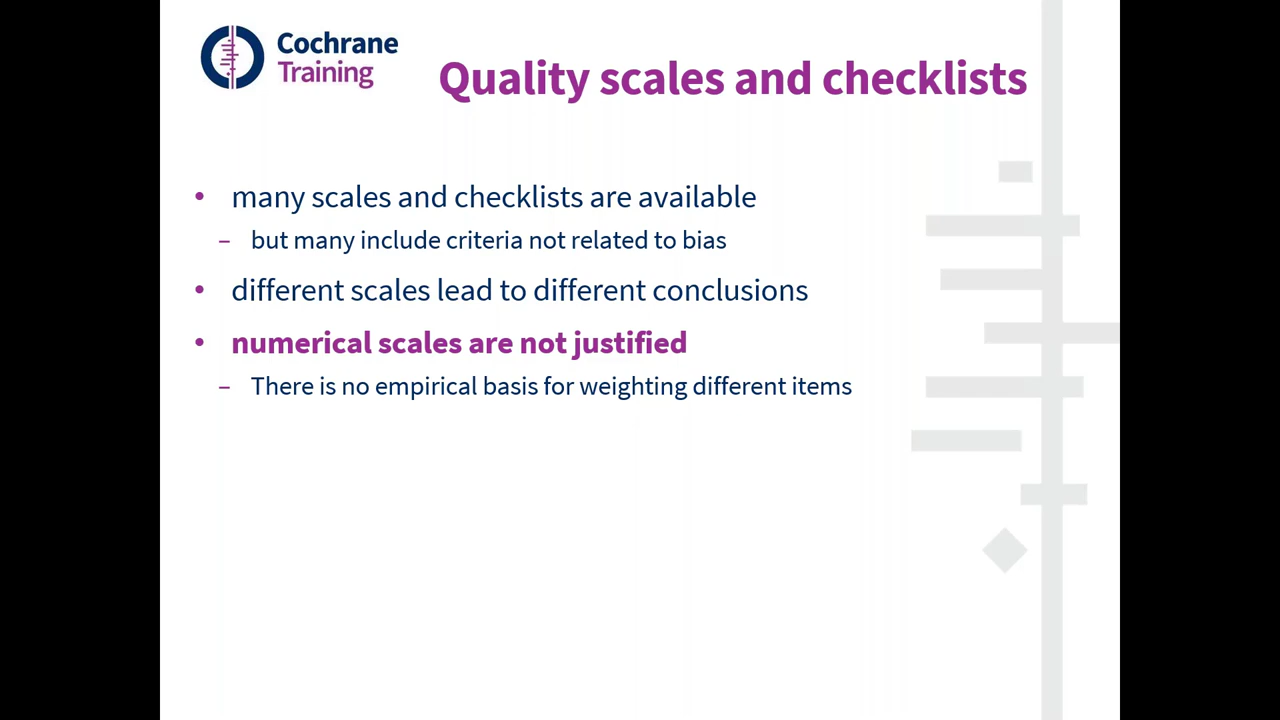 Cochrane
Training
Quality scales and checklists
• many scales and checklists are available
– but many include criteria not related to bias
• different scales lead to different conclusions
• numerical scales are not justified
– There is no empirical basis for weighting different items